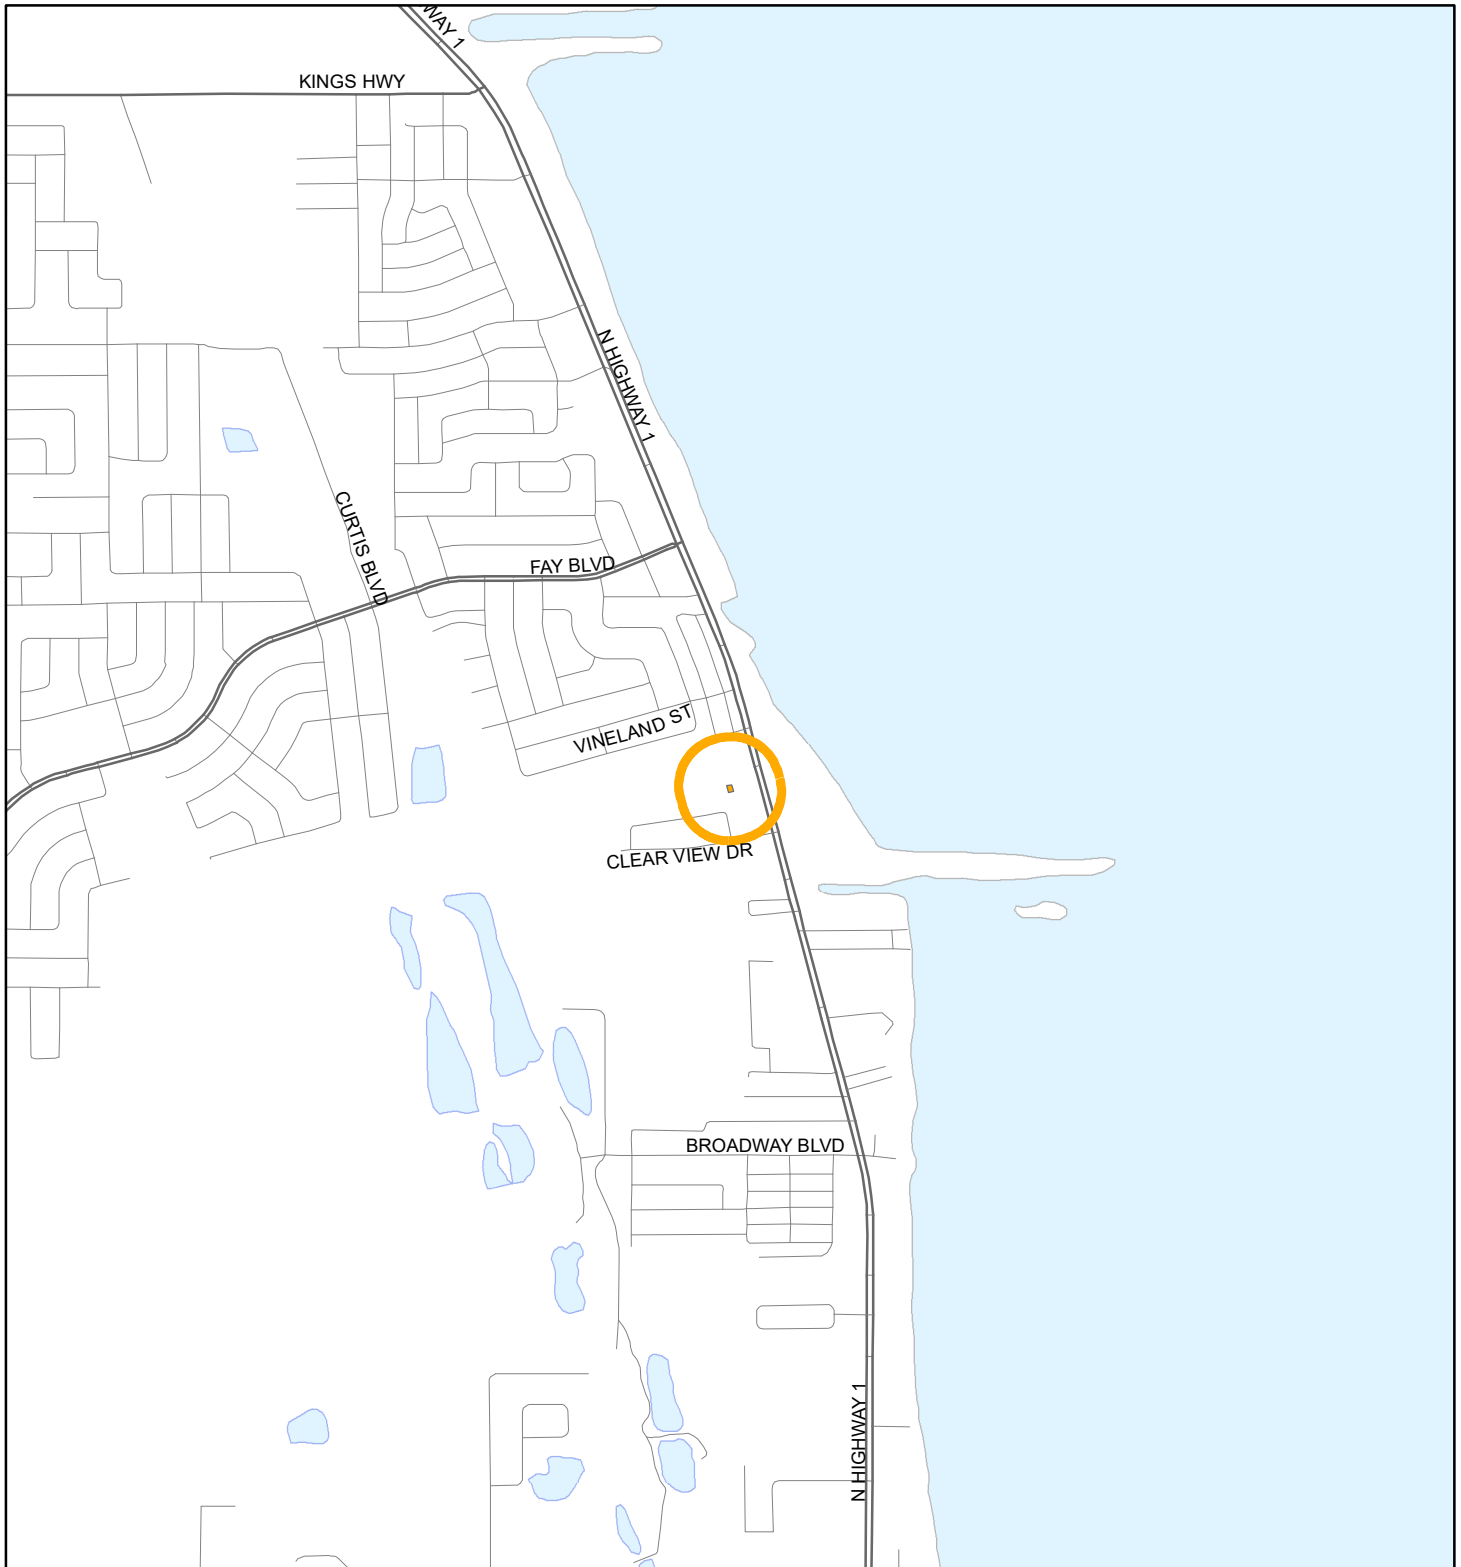 WAY 1
KINGS HWY
N HIGHWAY 1
CURTIS BLVD
FAY BLVD
VINELAND ST
CLEAR VIEW DR
BROADWAY BLVD
N HIGHWAY 1